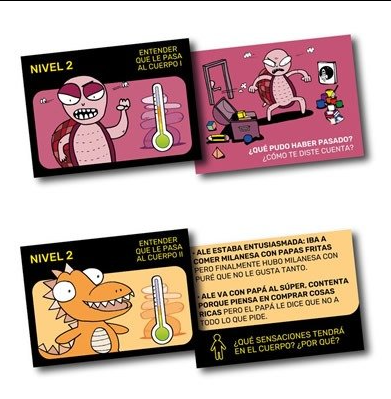 NIVEL 2
ENTENDER
QUE LE PASA
AL CUERPO I
¿QUÉ PUDO HABER PASADO?
¿CÓMO TE DISTE CUENTA?
NIVEL 2
ENTENDER
QUE LE PASA
AL CUERPO II
• ALE ESTABA ENTUSIASMADA: IBA A
COMER MILANESA CON PAPAS FRITAS
PERO FINALMENTE HUBO MILANESA CON
PURÉ QUE NO LE GUSTA TANTO.
• ALE VA CON PAPÁ AL SÚPER, CONTENTA
PORQUE PIENSA EN COMPRAR COSAS
RICAS PERO EL PAPÁ LE DICE QUE NO A
TODO LO QUE PIDE.
¿QUÉ SENSACIONES TENDRÁ
EN EL CUERPO? ¿POR QUÉ?